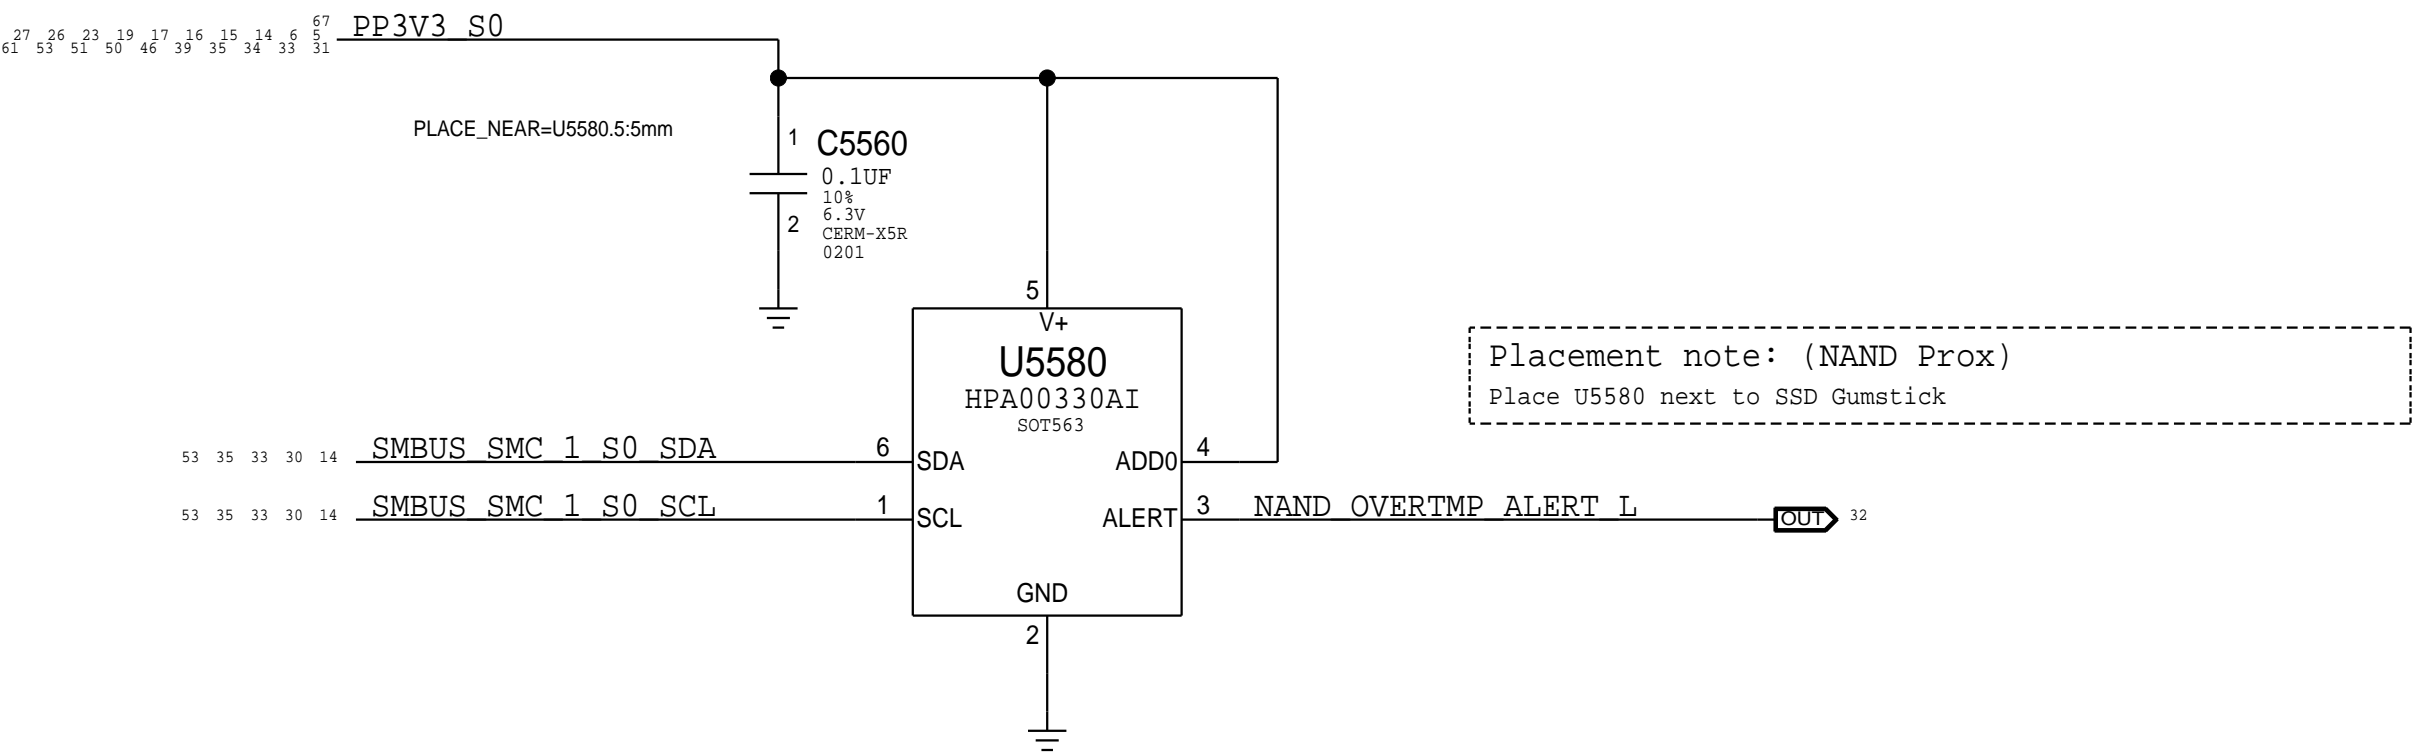 67
PP3V3_S0
27 26 23 19 17 16 15 14 6 5
61 53 51 50 46 39 35 34 33 31
PLACE_NEAR=U5580.5:5mm
1
C5560
0.1UF
10%
6.3V
2
CERM-X5R
0201
5
V+
U5580
HPA00330AI
SOT563
Placement note: (NAND Prox)
Place U5580 next to SSD Gumstick
53 35 33 30 14 SMBUS_SMC_1_S0_SDA 6 SDA ADD0 4
53 35 33 30 14 SMBUS_SMC_1_S0_SCL 1 SCL ALERT 3 NAND_OVERTMP_ALERT_L OUT 32
GND
2